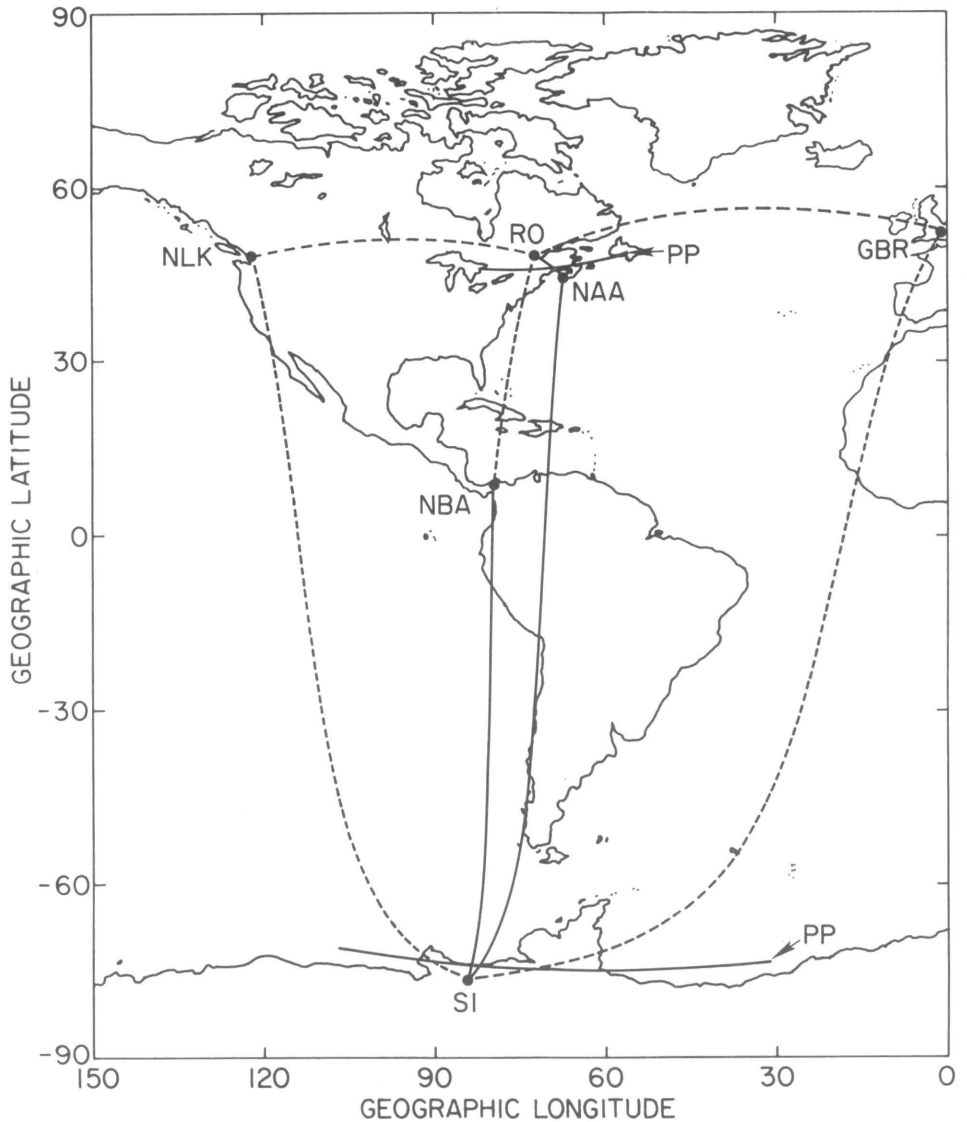 90
60
30
0
-30
-60
-90
GEOGRAPHIC LATITUDE
NLK
RO
PP
NAA
GBR
NBA
PP
SI
150 120 90 60 30 0
GEOGRAPHIC LONGITUDE